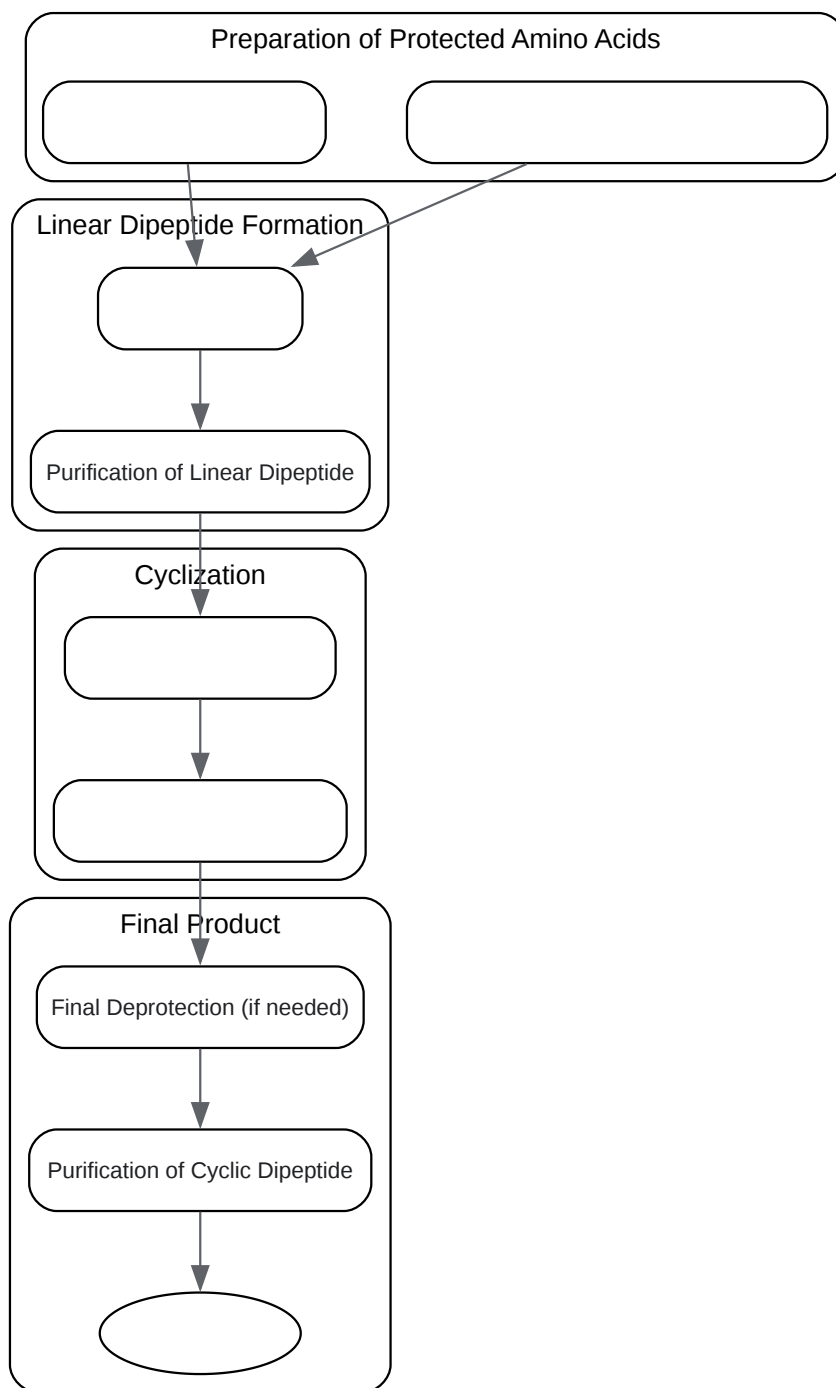 Preparation of Protected Amino Acids
Linear Dipeptide Formation
Purification of Linear Dipeptide
Cyclization
Final Product
Final Deprotection (if needed)
Purification of Cyclic Dipeptide